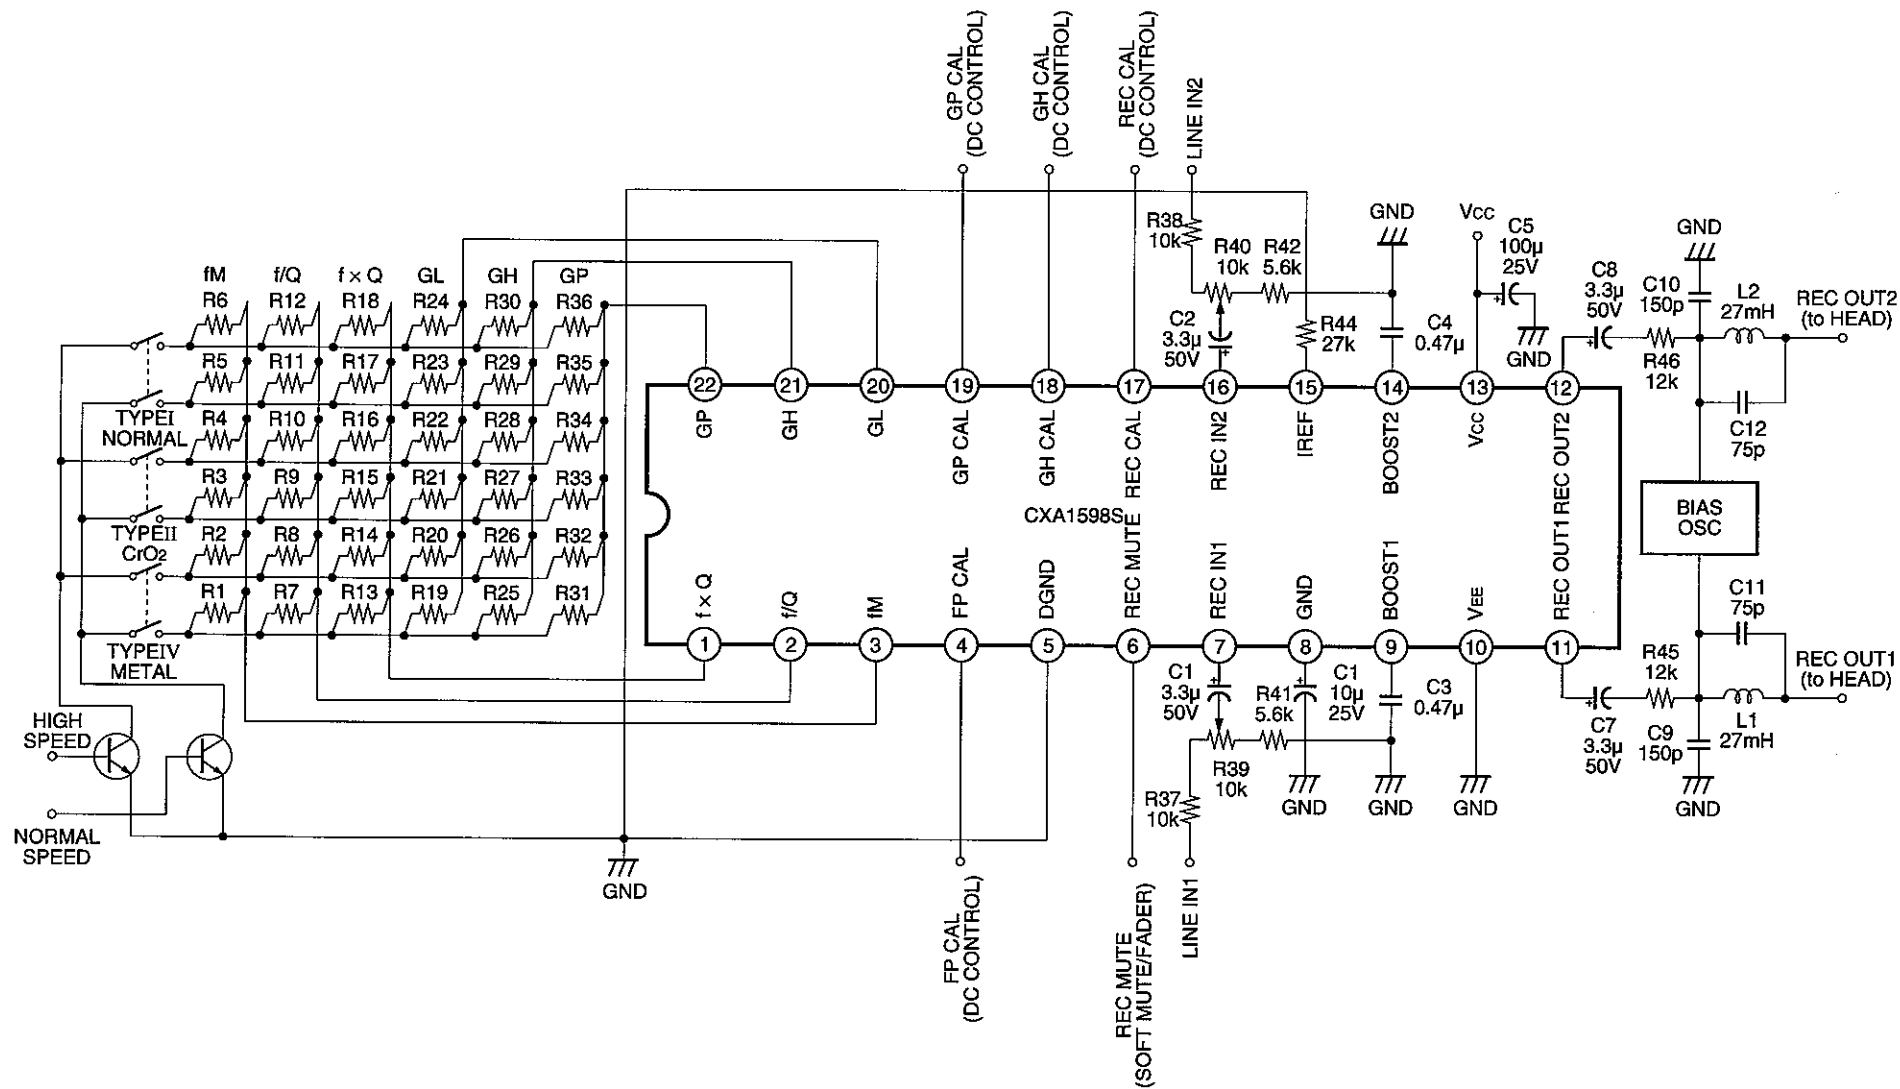 GP CAL
(DC CONTROL)
GH CAL
(DC CONTROL)
REC CAL
(DC CONTROL)
LINE IN2
fM
f/Q
f × Q
GL
GH
GP
R6
R12
R18
R24
R30
R36
R5
R11
R17
R23
R29
R35
TYPEI
NORMAL
R4
R10
R16
R22
R28
R34
R3
R9
R15
R21
R27
R33
TYPEII
CrO2
R2
R8
R14
R20
R26
R32
R1
R7
R13
R19
R25
R31
TYPEIV
METAL
HIGH
SPEED
NORMAL
SPEED
GND
R38
10k
R40
10k
R42
5.6k
C2
3.3µ
50V
R44
27k
GND
C4
0.47µ
VCC
C5
100µ
25V
GND
C8
3.3µ
50V
C10
150p
R46
12k
GND
L2
27mH
C12
75p
REC OUT2
(to HEAD)
22
21
20
19
18
17
16
15
14
13
12
GP
GH
GL
GP CAL
GH CAL
REC CAL
REC IN2
IREF
BOOST2
VCC
REC OUT2
CXA1598S
f × Q
f/Q
fM
FP CAL
DGND
REC MUTE
REC IN1
GND
BOOST1
VEE
REC OUT1
1
2
3
4
5
6
7
8
9
10
11
BIAS
OSC
C11
75p
R45
12k
REC OUT1
(to HEAD)
L1
27mH
C7
3.3µ
50V
C9
150p
GND
C1
3.3µ
50V
R41
5.6k
C1
10µ
25V
C3
0.47µ
R39
10k
R37
10k
GND
GND
GND
FP CAL
(DC CONTROL)
REC MUTE
(SOFT MUTE/FADER)
LINE IN1